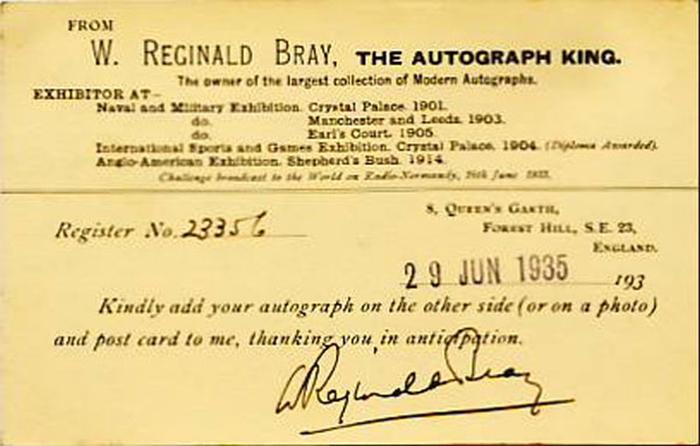 FROM
W. REGINALD BRAY, THE AUTOGRAPH KING.
The owner of the largest collection of Modern Autographs.
EXHIBITOR AT—
Naval and Military Exhibition. Crystal Palace. 1901.
do. Manchester and Leeds. 1903.
do. Earl's Court. 1905.
International Sports and Games Exhibition. Crystal Palace. 1904. (Diploma Awarded).
Anglo-American Exhibition. Shepherd's Bush. 1914.
Challenge broadcast to the World on Radio-Normandy, June
8, QUEEN'S GARTH,
Register No. 23356
FOREST HILL, S.E. 23,
ENGLAND.
29 JUN 1935 193
Kindly add your autograph on the other side (or on a photo)
and post card to me, thanking you in anticipation.
W Reginald Bray